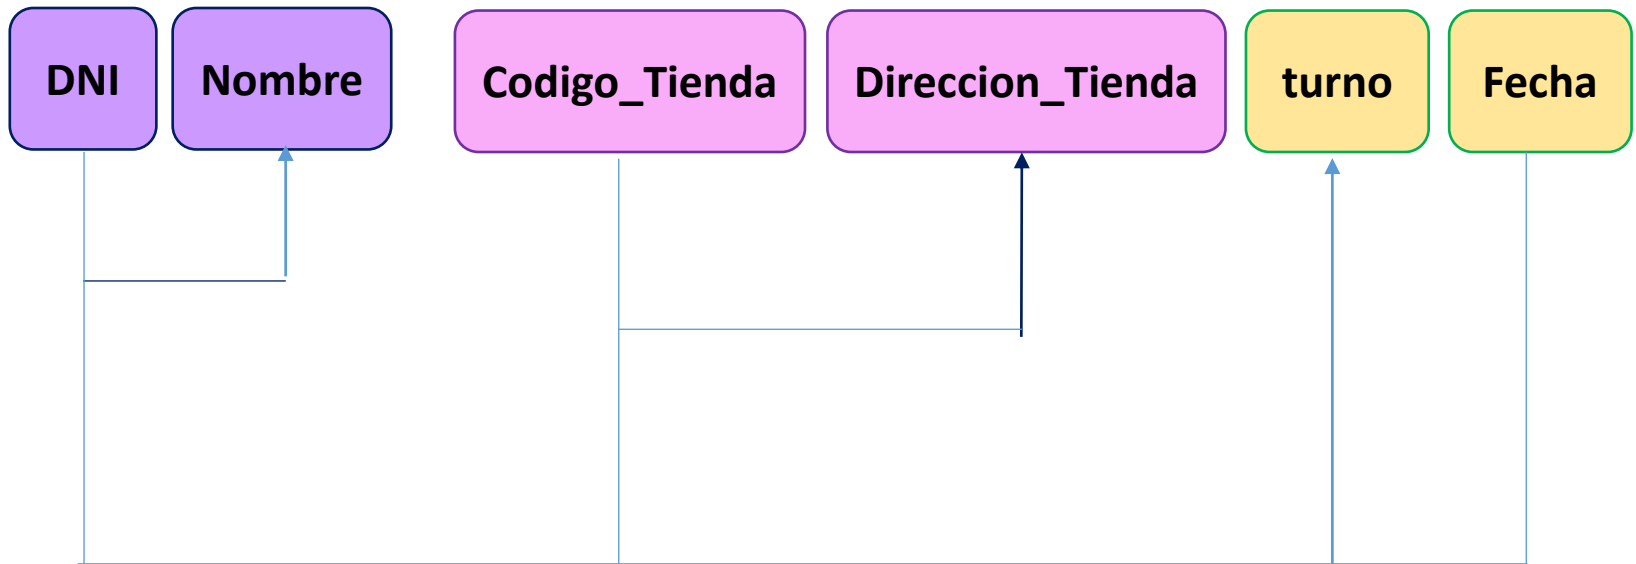 DNI
Nombre
Codigo_Tienda
Direccion_Tienda
turno
Fecha